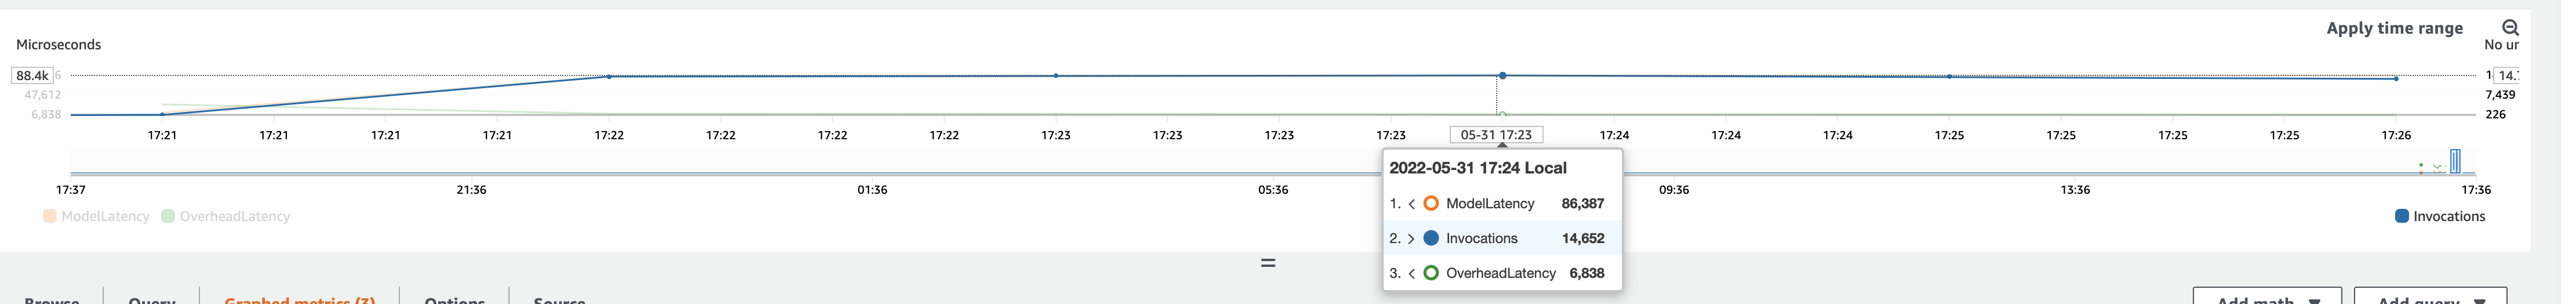 Apply time range
Microseconds
No ur
88.4k 6
1 14.
47,612
7,439
6,838
226
17:21 17:21 17:21 17:21 17:22 17:22 17:22 17:22 17:23 17:23 17:23 17:23 05-31 17:23 17:24 17:24 17:24 17:25 17:25 17:25 17:25 17:26
2022-05-31 17:24 Local
17:37 21:36 01:36 05:36 09:36 13:36 17:36
1. < ModelLatency 86,387
2. > Invocations 14,652
3. < OverheadLatency 6,838
ModelLatency OverheadLatency
Invocations
Browse Query Graphed metrics (3) Options Source
Add math Add query